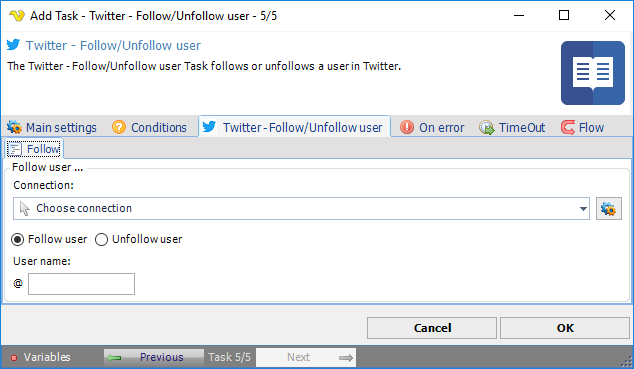 Add Task - Twitter - Follow/Unfollow user - 5/5
Twitter - Follow/Unfollow user
The Twitter - Follow/Unfollow user Task follows or unfollows a user in Twitter.
Main settings Conditions Twitter - Follow/Unfollow user On error TimeOut Flow
Follow
Follow user ...
Connection:
Choose connection
Follow user Unfollow user
User name:
@
Cancel OK
Variables Previous Task 5/5 Next